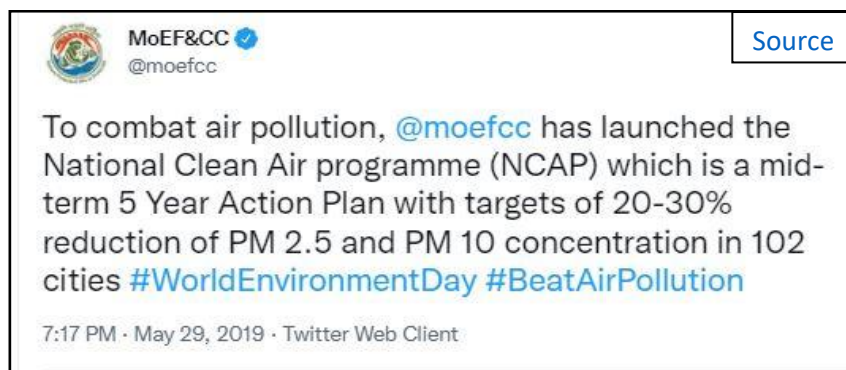 MoEF&CC
Source
@moefcc
To combat air pollution, @moefcc has launched the
National Clean Air programme (NCAP) which is a mid-
term 5 Year Action Plan with targets of 20-30%
reduction of PM 2.5 and PM 10 concentration in 102
cities #WorldEnvironmentDay #BeatAirPollution
7:17 PM · May 29, 2019 · Twitter Web Client